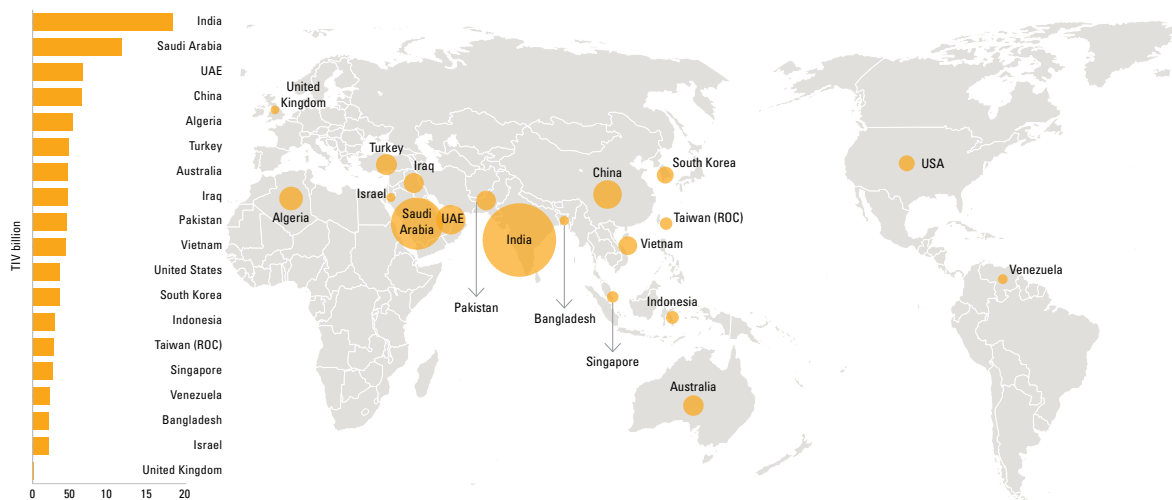 India
Saudi Arabia
UAE
China
Algeria
Turkey
Australia
Iraq
Pakistan
Vietnam
United States
South Korea
Indonesia
Taiwan (ROC)
Singapore
Venezuela
Bangladesh
Israel
United Kingdom
TIV billion
0 50 10 15 20
United
Kingdom
Turkey
Iraq
Israel
Algeria
Saudi
Arabia
UAE
Pakistan
India
Bangladesh
China
South Korea
Taiwan (ROC)
Vietnam
Indonesia
Singapore
Australia
USA
Venezuela